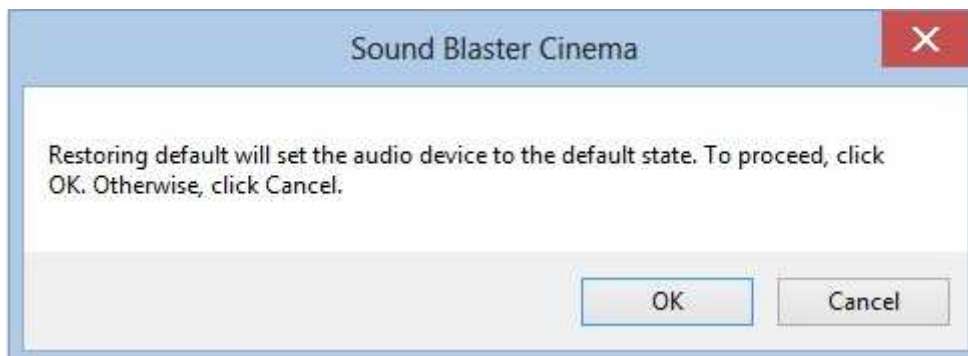 Sound Blaster Cinema
Restoring default will set the audio device to the default state. To proceed, click
OK. Otherwise, click Cancel.
OK
Cancel